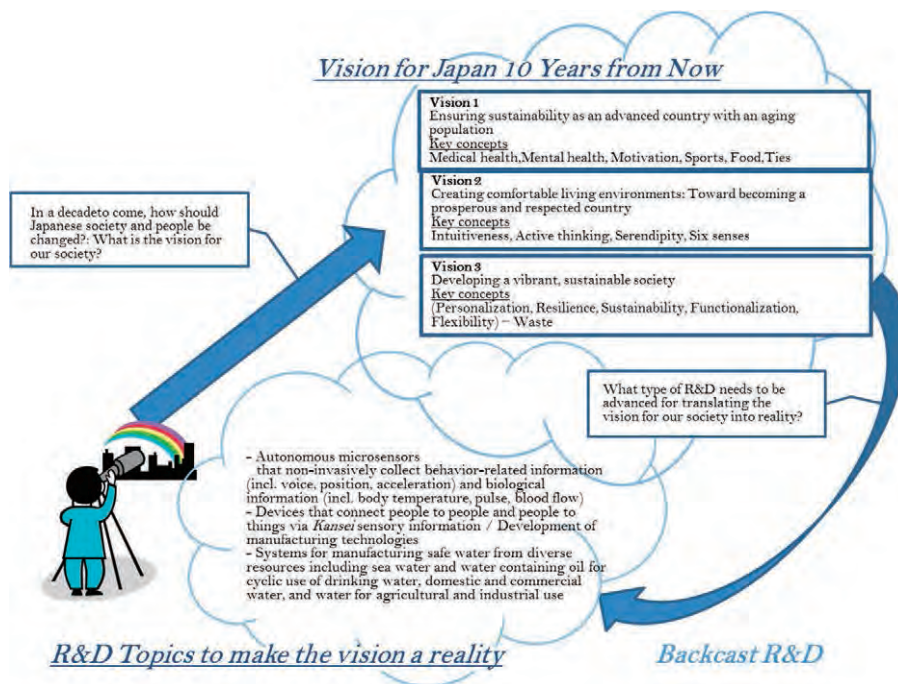 Vision for Japan 10 Years from Now
Vision 1
Ensuring sustainability as an advanced country with an aging
population
Key concepts
Medical health,Mental health, Motivation, Sports, Food,Ties
Vision 2
Creating comfortable living environments: Toward becoming a
prosperous and respected country
Key concepts
Intuitiveness, Active thinking, Serendipity, Six senses
Vision 3
Developing a vibrant, sustainable society
Key concepts
(Personalization, Resilience, Sustainability, Functionalization,
Flexibility) – Waste
In a decadeto come, how should
Japanese society and people be
changed?: What is the vision for
our society?
What type of R&D needs to be
advanced for translating the
vision for our society into reality?
- Autonomous microsensors
that non-invasively collect behavior-related information
(incl. voice, position, acceleration) and biological
information (incl. body temperature, pulse, blood flow)
- Devices that connect people to people and people to
things via Kansei sensory information / Development of
manufacturing technologies
- Systems for manufacturing safe water from diverse
resources including sea water and water containing oil for
cyclic use of drinking water, domestic and commercial
water, and water for agricultural and industrial use
R&D Topics to make the vision a reality
Backcast R&D